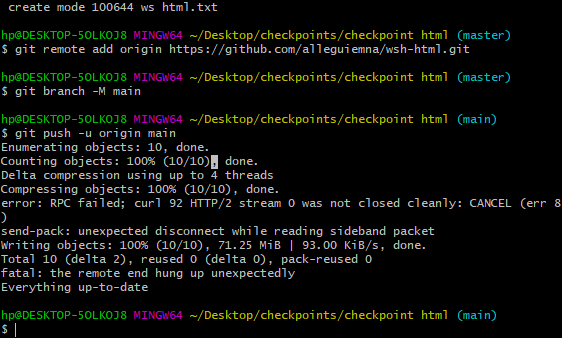 create mode 100644 ws html.txt
hp@DESKTOP-5OLKOJ8 MINGW64 ~/Desktop/checkpoints/checkpoint html (master)
$ git remote add origin https://github.com/alleguiemna/wsh-html.git
hp@DESKTOP-5OLKOJ8 MINGW64 ~/Desktop/checkpoints/checkpoint html (master)
$ git branch -M main
hp@DESKTOP-5OLKOJ8 MINGW64 ~/Desktop/checkpoints/checkpoint html (main)
$ git push -u origin main
Enumerating objects: 10, done.
Counting objects: 100% (10/10), done.
Delta compression using up to 4 threads
Compressing objects: 100% (10/10), done.
error: RPC failed; curl 92 HTTP/2 stream 0 was not closed cleanly: CANCEL (err 8
)
send-pack: unexpected disconnect while reading sideband packet
Writing objects: 100% (10/10), 71.25 MiB | 93.00 KiB/s, done.
Total 10 (delta 2), reused 0 (delta 0), pack-reused 0
fatal: the remote end hung up unexpectedly
Everything up-to-date
hp@DESKTOP-5OLKOJ8 MINGW64 ~/Desktop/checkpoints/checkpoint html (main)
$